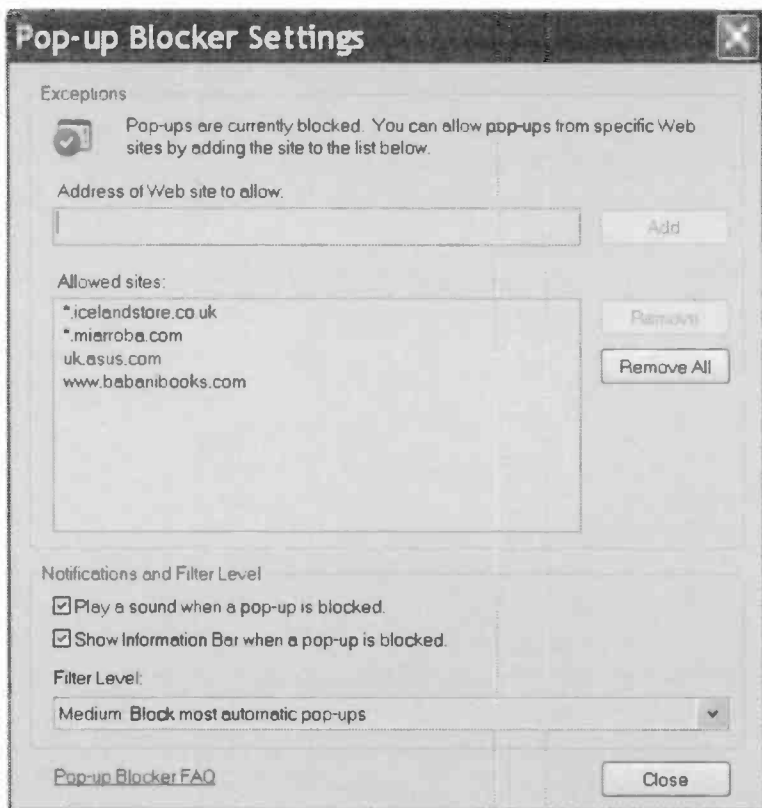 Pop-up Blocker Settings
Exceptions
Pop-ups are currently blocked. You can allow pop-ups from specific Web
sites by adding the site to the list below.
Address of Web site to allow:
Add
Allowed sites:
*.icelandstore.co.uk
*.miarroba.com
uk.asus.com
www.babanibooks.com
Remove
Remove All
Notifications and Filter Level
Play a sound when a pop-up is blocked.
Show Information Bar when a pop-up is blocked.
Filter Level:
Medium: Block most automatic pop-ups
Pop-up Blocker FAQ
Close